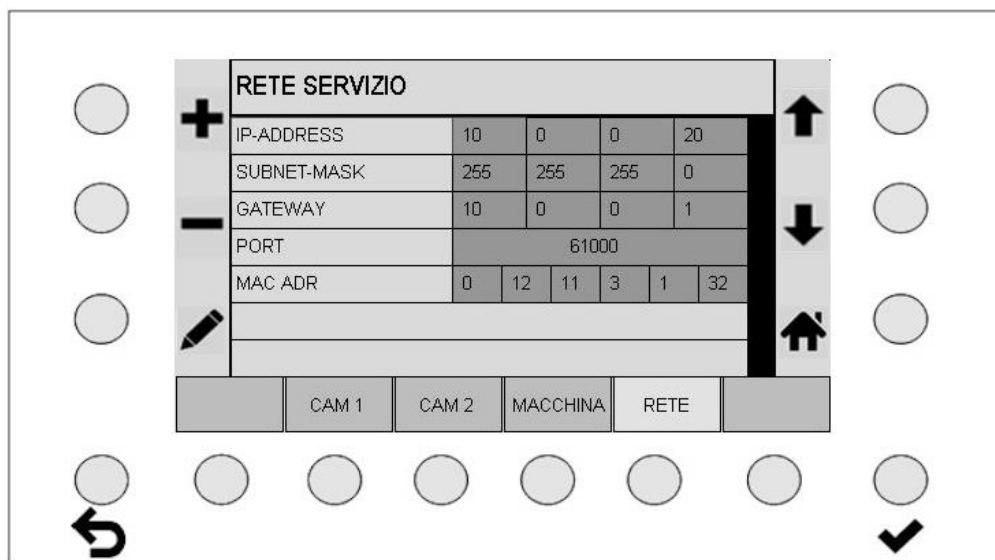 RETE SERVIZIO
IP-ADDRESS 10 0 0 20
SUBNET-MASK 255 255 255 0
GATEWAY 10 0 0 1
PORT 61000
MAC ADR 0 12 11 3 1 32
CAM 1 CAM 2 MACCHINA RETE